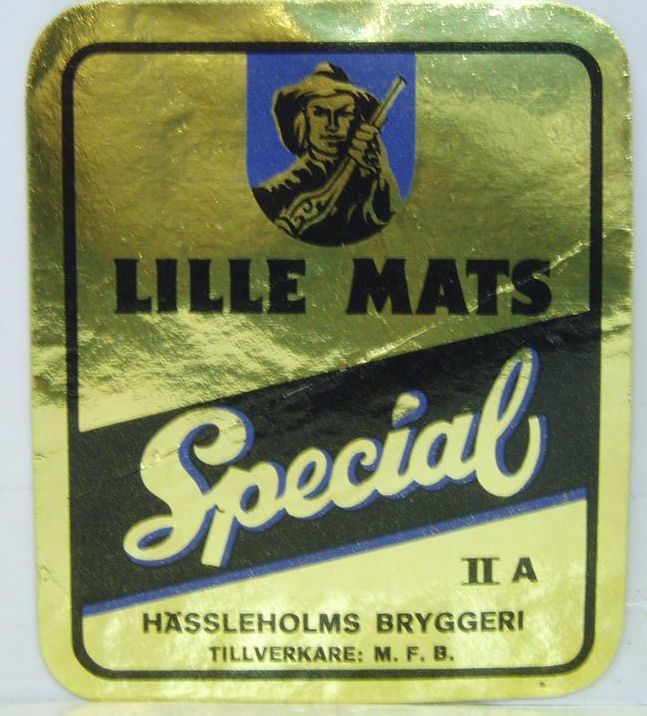 LILLE MATS
Special
II A
HÄSSLEHOLMS BRYGGERI
TILLVERKARE: M. F. B.